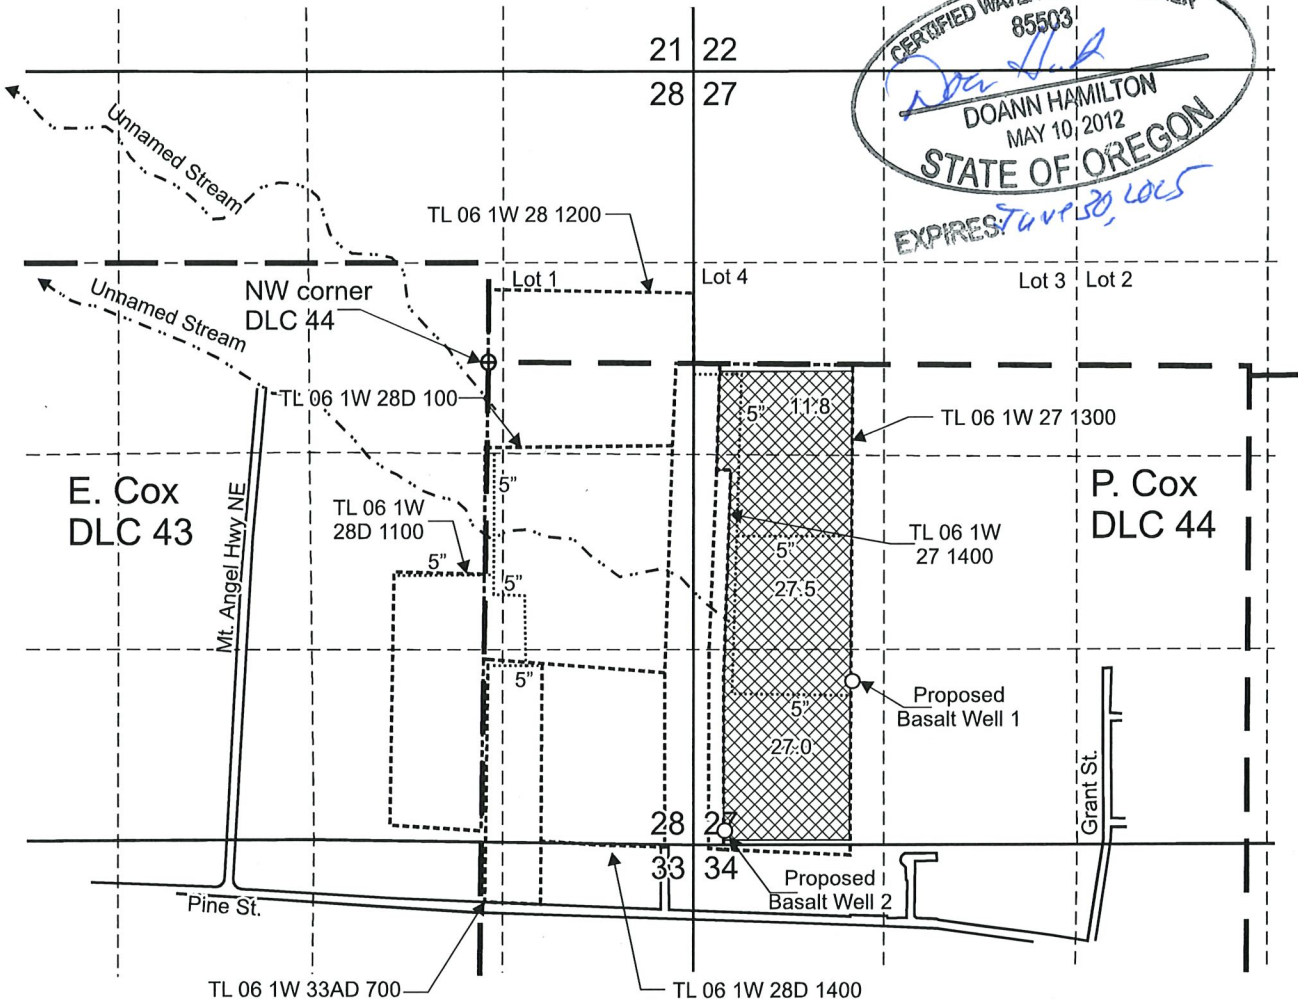 CERTIFIED
85503
DOANN HAMILTON
MAY 10, 2012
STATE OF OREGON
EXPIRES: June 30, 2025
21 22
28 27
Unnamed Stream
TL 06 1W 28 1200
Lot 1
Lot 4
Lot 3
Lot 2
NW corner
DLC 44
Unnamed Stream
TL 06 1W 28D 100
5" 11.8
TL 06 1W 27 1300
E. Cox
DLC 43
P. Cox
DLC 44
Mt. Angel Hwy NE
5"
TL 06 1W
28D 1100
TL 06 1W
27 1400
5"
5"
5"
27.5
5"
5"
27.0
Proposed
Basalt Well 1
Grant St.
28 27
33 34
Proposed
Basalt Well 2
Pine St.
TL 06 1W 33AD 700
TL 06 1W 28D 1400